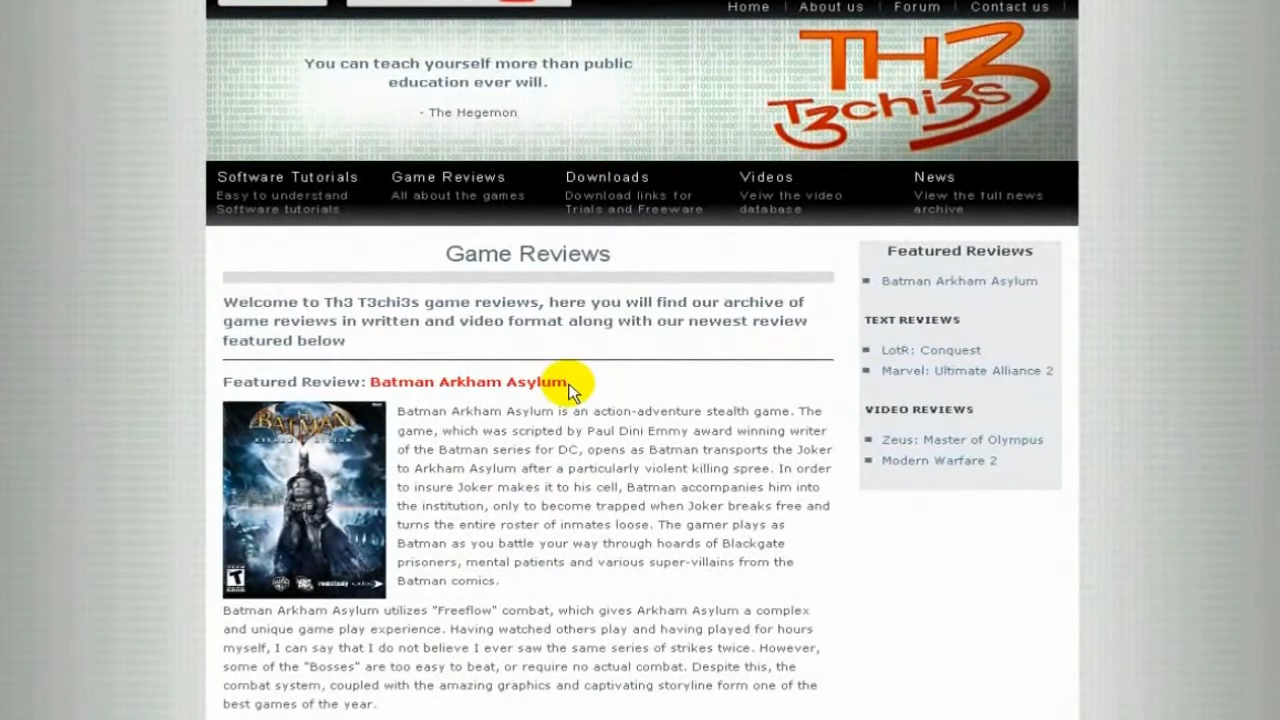 Home About us Forum Contact us
You can teach yourself more than public
education ever will.
- The Hegemon
TH3
T3chi3s
Software Tutorials Game Reviews Downloads Videos News
Easy to understand All about the games Download links for Veiw the video View the full news
Software tutorials Trials and Freeware database archive
Game Reviews
Welcome to Th3 T3chi3s game reviews, here you will find our archive of
game reviews in written and video format along with our newest review
featured below
Featured Review: Batman Arkham Asylum
BATMAN
ARKHAM ASYLUM
T
Batman Arkham Asylum is an action-adventure stealth game. The
game, which was scripted by Paul Dini Emmy award winning writer
of the Batman series for DC, opens as Batman transports the Joker
to Arkham Asylum after a particularly violent killing spree. In order
to insure Joker makes it to his cell, Batman accompanies him into
the institution, only to become trapped when Joker breaks free and
turns the entire roster of inmates loose. The gamer plays as
Batman as you battle your way through hoards of Blackgate
prisoners, mental patients and various super-villains from the
Batman comics.
Batman Arkham Asylum utilizes "Freeflow" combat, which gives Arkham Asylum a complex
and unique game play experience. Having watched others play and having played for hours
myself, I can say that I do not believe I ever saw the same series of strikes twice. However,
some of the "Bosses" are too easy to beat, or require no actual combat. Despite this, the
combat system, coupled with the amazing graphics and captivating storyline form one of the
best games of the year.
Featured Reviews
Batman Arkham Asylum
TEXT REVIEWS
LotR: Conquest
Marvel: Ultimate Alliance 2
VIDEO REVIEWS
Zeus: Master of Olympus
Modern Warfare 2